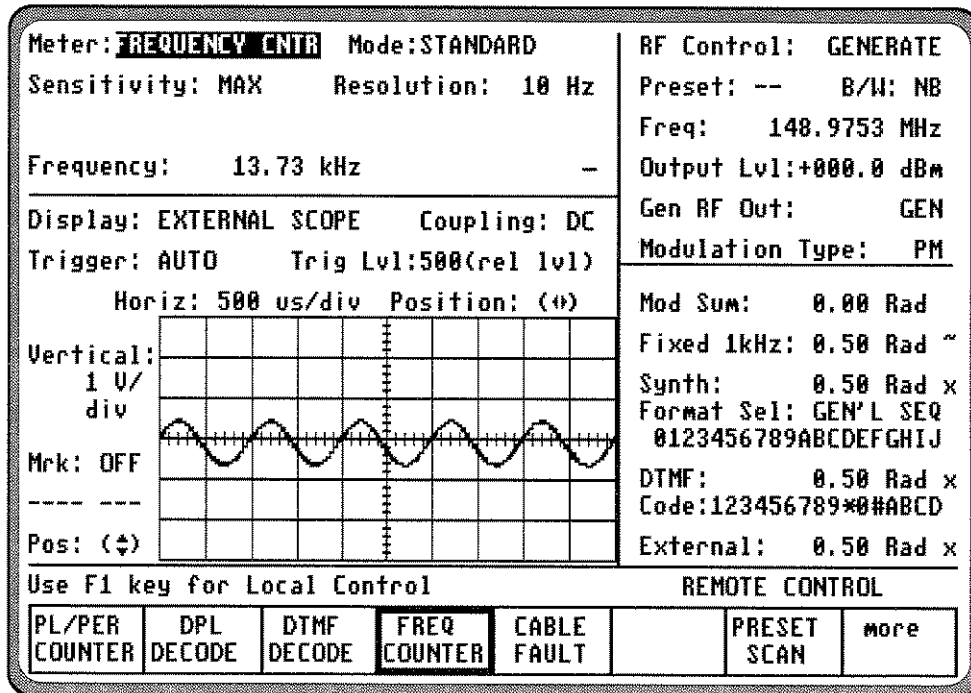 Meter:FREQUENCY CNTR Mode:STANDARD
Sensitivity: MAX Resolution: 10 Hz
Frequency: 13.73 kHz –
Display: EXTERNAL SCOPE Coupling: DC
Trigger: AUTO Trig Lvl:500(rel lvl)
Horiz: 500 us/div Position: (↔)
Vertical:
1 V/
div
Mrk: OFF
---- ---
Pos: (↕)
RF Control: GENERATE
Preset: -- B/W: NB
Freq: 148.9753 MHz
Output Lvl:+000.0 dBm
Gen RF Out: GEN
Modulation Type: PM
Mod Sum: 0.00 Rad
Fixed 1kHz: 0.50 Rad ~
Synth: 0.50 Rad x
Format Sel: GEN'L SEQ
0123456789ABCDEFGHIJ
DTMF: 0.50 Rad x
Code:123456789*0#ABCD
External: 0.50 Rad x
Use F1 key for Local Control REMOTE CONTROL
PL/PER COUNTER
DPL DECODE
DTMF DECODE
FREQ COUNTER
CABLE FAULT
PRESET SCAN
more